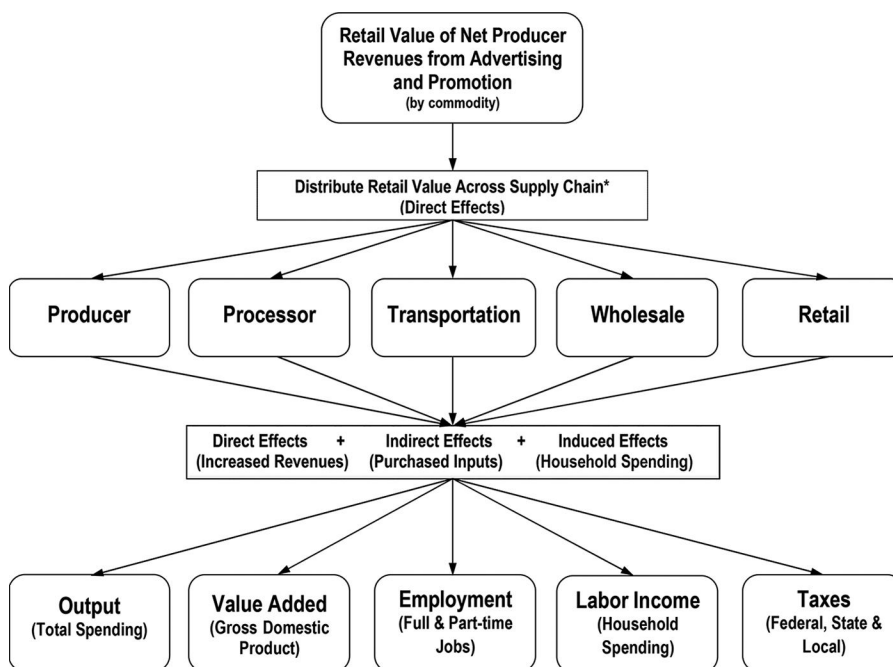 Retail Value of Net Producer
Revenues from Advertising
and Promotion
(by commodity)
Distribute Retail Value Across Supply Chain*
(Direct Effects)
Producer
Processor
Transportation
Wholesale
Retail
Direct Effects + Indirect Effects + Induced Effects
(Increased Revenues) (Purchased Inputs) (Household Spending)
Output
(Total Spending)
Value Added
(Gross Domestic
Product)
Employment
(Full & Part-time
Jobs)
Labor Income
(Household
Spending)
Taxes
(Federal, State &
Local)